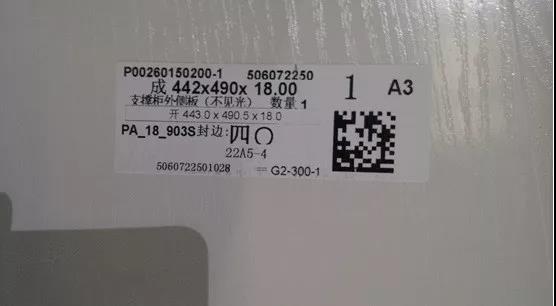 P00260150200-1 506072250
成 442x490x 18.00 1 A3
支撑柜外侧板（不见光） 数量 1
开 443.0 x 490.5 x 18.0
PA_18_903S 封边: 四〇
22A5-4
5060722501028 == G2-300-1